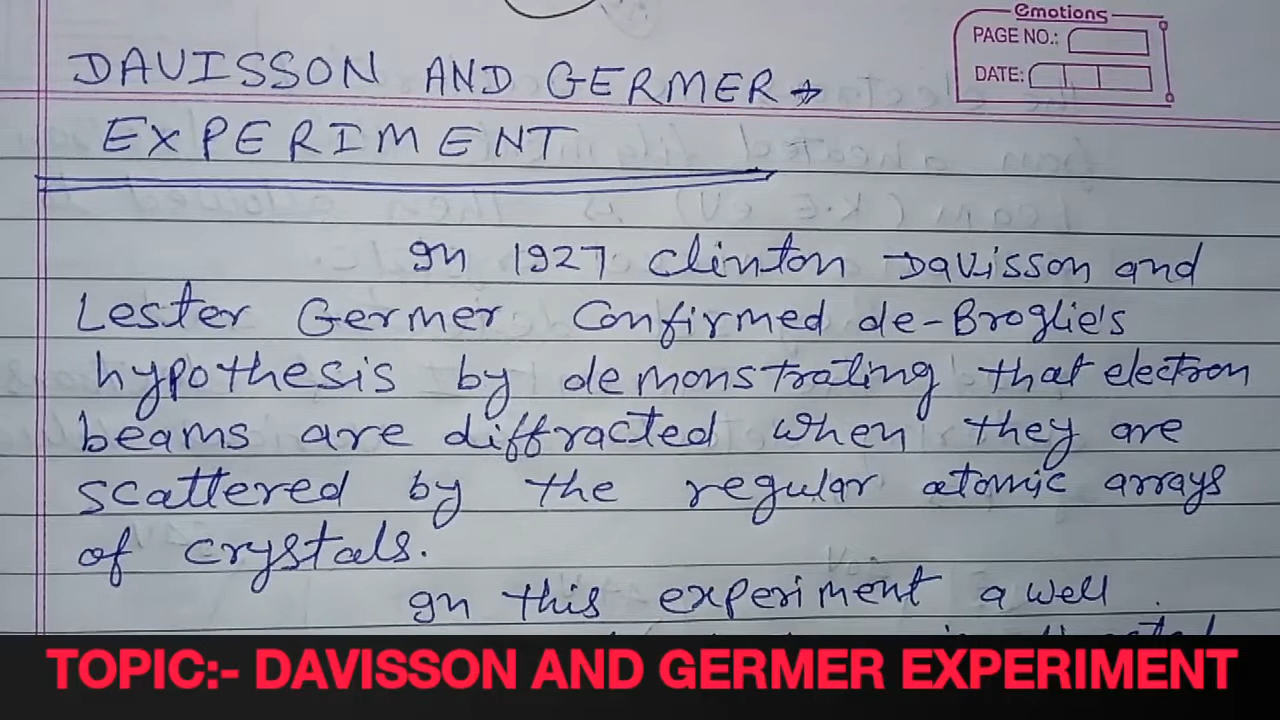 emotions
PAGE NO.:
DATE:
DAVISSON AND GERMER →
EXPERIMENT
In 1927 Clinton Davisson and
Lester Germer Confirmed de-Broglie's
hypothesis by demonstrating that electron
beams are diffracted when they are
scattered by the regular atomic arrays
of crystals.
In this experiment a well
TOPIC:- DAVISSON AND GERMER EXPERIMENT